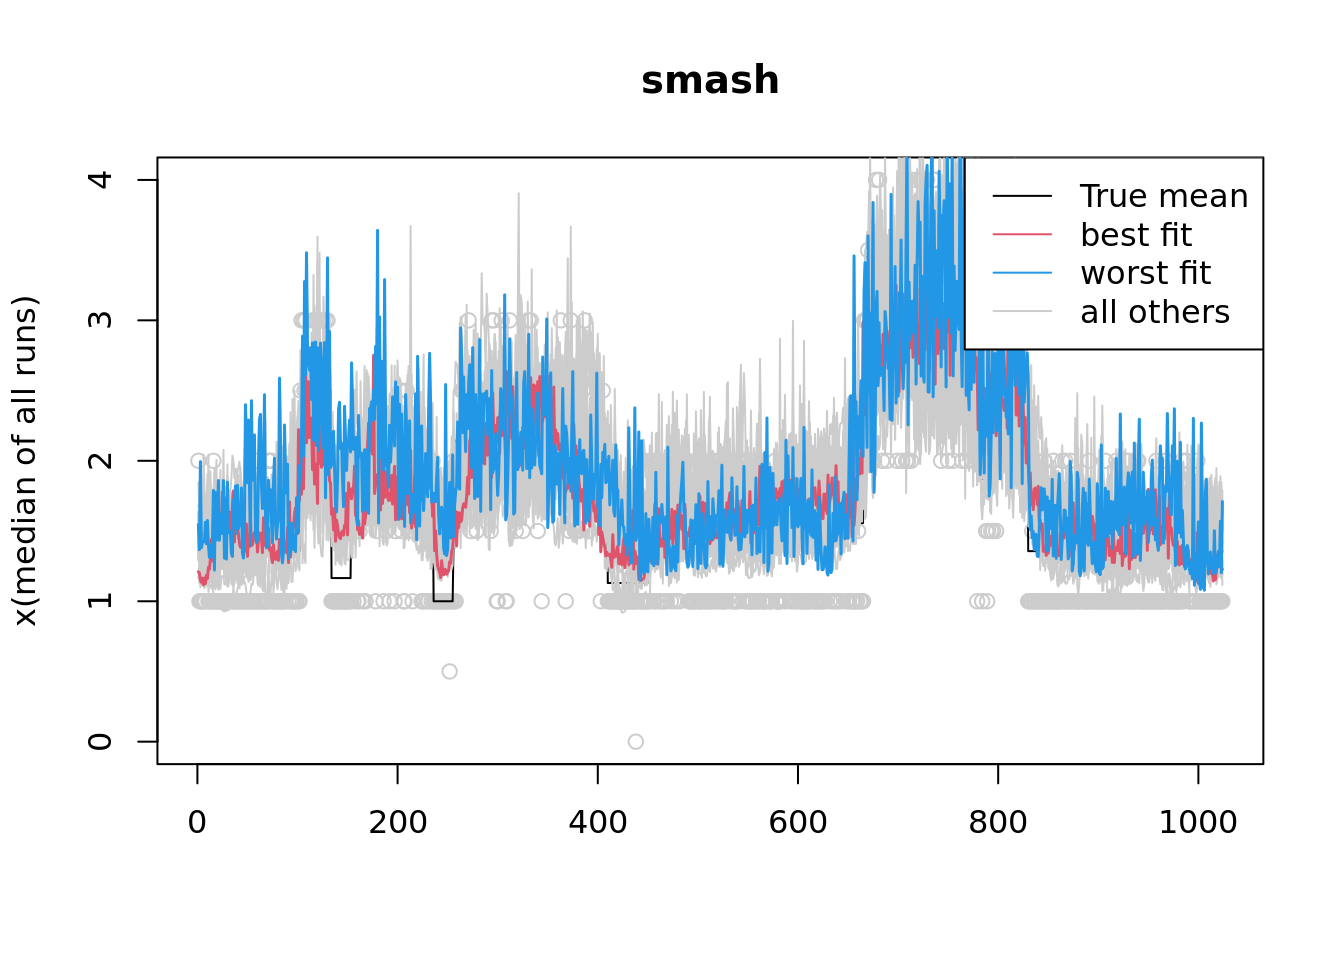 smash
x(median of all runs)
4
3
2
1
0
True mean
best fit
worst fit
all others
0 200 400 600 800 1000